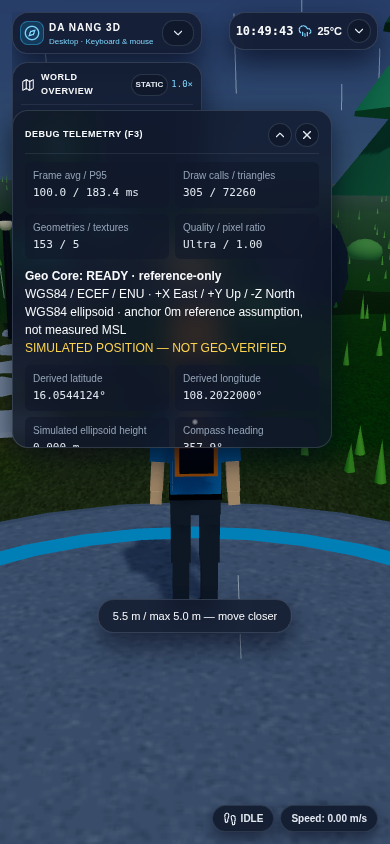 DA NANG 3D
Desktop · Keyboard & mouse
10:49:43 25°C
WORLD OVERVIEW
STATIC 1.0×
DEBUG TELEMETRY (F3)
Frame avg / P95
100.0 / 183.4 ms
Draw calls / triangles
305 / 72260
Geometries / textures
153 / 5
Quality / pixel ratio
Ultra / 1.00
Geo Core: READY · reference-only
WGS84 / ECEF / ENU · +X East / +Y Up / -Z North
WGS84 ellipsoid · anchor 0m reference assumption,
not measured MSL
SIMULATED POSITION — NOT GEO-VERIFIED
Derived latitude
16.0544124°
Derived longitude
108.2022000°
Simulated ellipsoid height
0.000 m
Compass heading
357.9°
5.5 m / max 5.0 m — move closer
IDLE
Speed: 0.00 m/s